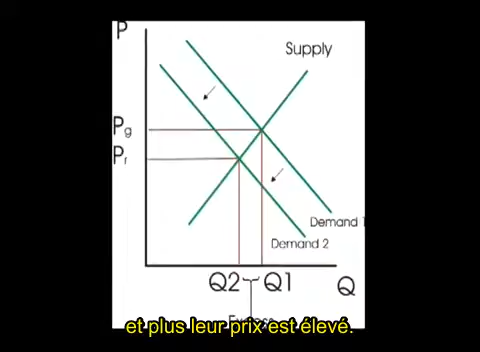 P
Supply
Pg
Pr
Demand 1
Demand 2
Q2 Q1 Q
et plus leur prix est élevé.